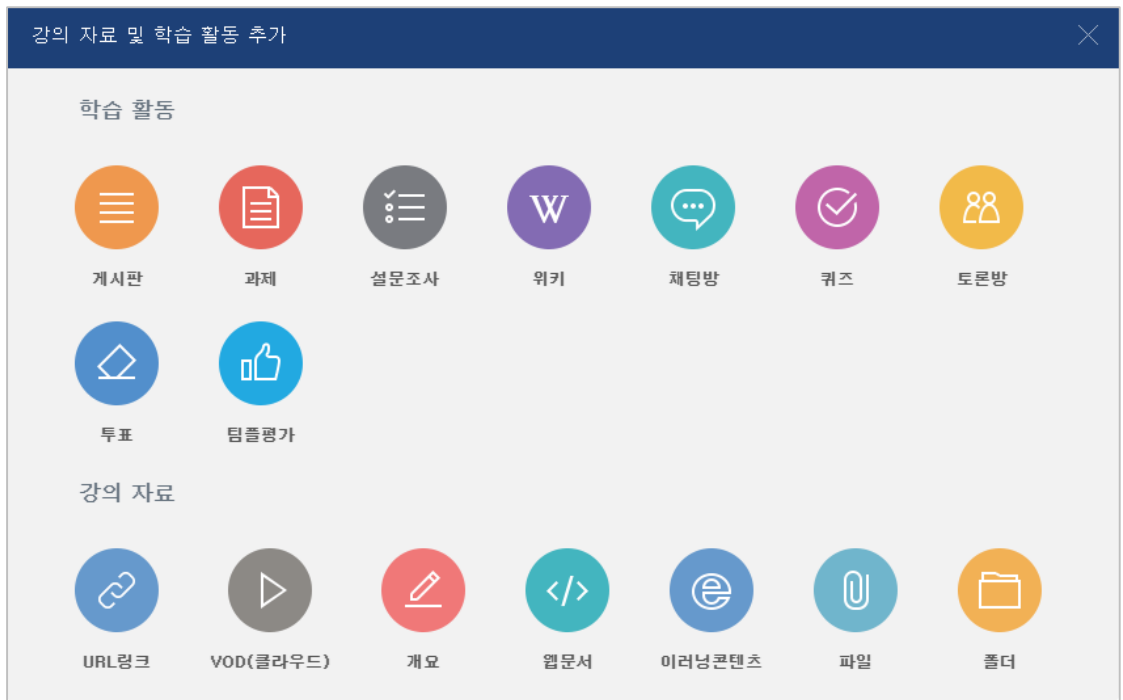 강의 자료 및 학습 활동 추가
학습 활동
게시판 과제 설문조사 위키 채팅방 퀴즈 토론방
투표 팀플평가
강의 자료
URL링크 VOD(클라우드) 개요 웹문서 이러닝콘텐츠 파일 폴더